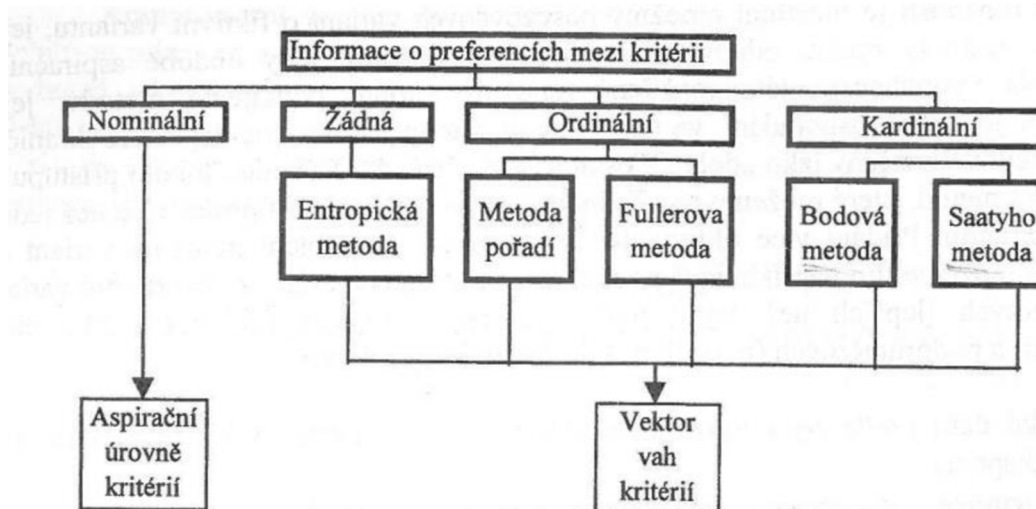 Informace o preferencích mezi kritérii
Nominální
Žádná
Ordinální
Kardinální
Entropická
metoda
Metoda
pořadí
Fullerova
metoda
Bodová
metoda
Saatyho
metoda
Aspirační
úrovně
kritérií
Vektor
vah
kritérií